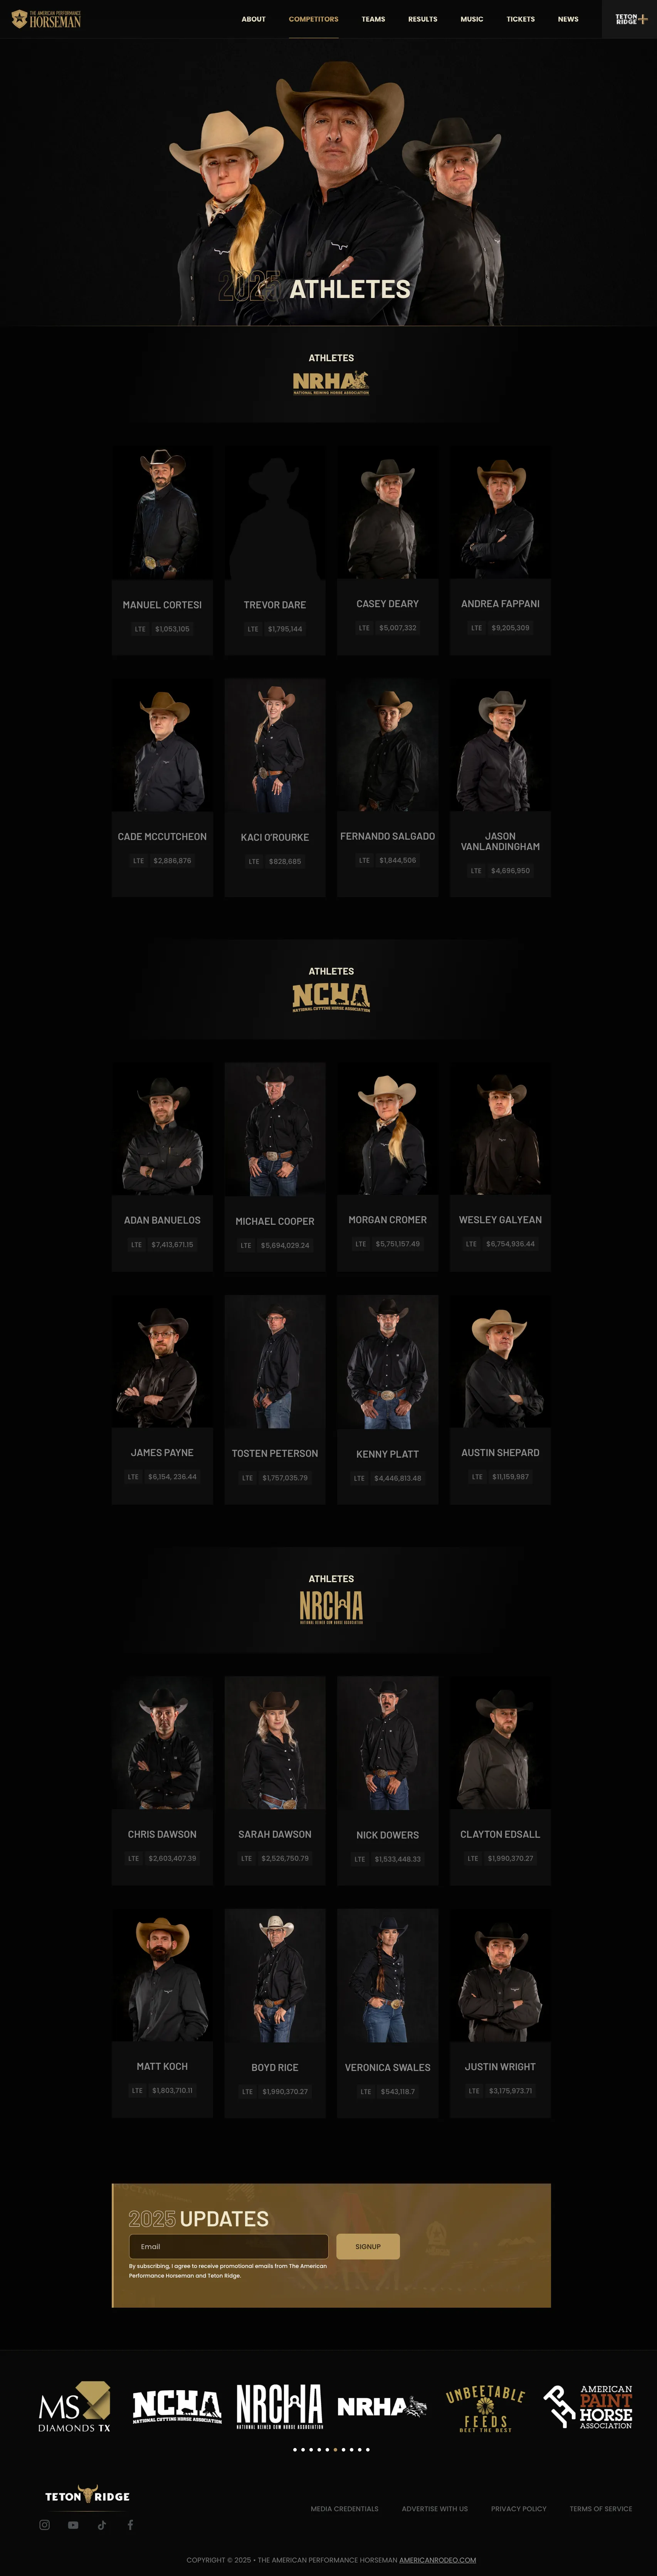 THE AMERICAN PERFORMANCE
HORSEMAN
ABOUT
COMPETITORS
TEAMS
RESULTS
MUSIC
TICKETS
NEWS
TETON
RIDGE
2025 ATHLETES
ATHLETES
NRHA
NATIONAL REINING HORSE ASSOCIATION
MANUEL CORTESI
LTE $1,053,105
TREVOR DARE
LTE $1,795,144
CASEY DEARY
LTE $5,007,332
ANDREA FAPPANI
LTE $9,205,309
CADE MCCUTCHEON
LTE $2,886,876
KACI O'ROURKE
LTE $828,685
FERNANDO SALGADO
LTE $1,844,506
JASON
VANLANDINGHAM
LTE $4,696,950
ATHLETES
NCHA
NATIONAL CUTTING HORSE ASSOCIATION
ADAN BANUELOS
LTE $7,413,671.15
MICHAEL COOPER
LTE $5,694,029.24
MORGAN CROMER
LTE $5,751,157.49
WESLEY GALYEAN
LTE $6,754,936.44
JAMES PAYNE
LTE $6,154, 236.44
TOSTEN PETERSON
LTE $1,757,035.79
KENNY PLATT
LTE $4,446,813.48
AUSTIN SHEPARD
LTE $11,159,987
ATHLETES
NRCHA
NATIONAL REINED COW HORSE ASSOCIATION
CHRIS DAWSON
LTE $2,603,407.39
SARAH DAWSON
LTE $2,526,750.79
NICK DOWERS
LTE $1,533,448.33
CLAYTON EDSALL
LTE $1,990,370.27
MATT KOCH
LTE $1,803,710.11
BOYD RICE
LTE $1,990,370.27
VERONICA SWALES
LTE $543,118.7
JUSTIN WRIGHT
LTE $3,175,973.71
2025 UPDATES
Email
SIGNUP
By subscribing, I agree to receive promotional emails from The American
Performance Horseman and Teton Ridge.
MS
DIAMONDS TX
NCHA
NATIONAL CUTTING HORSE ASSOCIATION
NRCHA
NATIONAL REINED COW HORSE ASSOCIATION
NRHA
UNBEETABLE
FEEDS
BEET THE BEST
AMERICAN
PAINT
HORSE
ASSOCIATION
TETON RIDGE
MEDIA CREDENTIALS
ADVERTISE WITH US
PRIVACY POLICY
TERMS OF SERVICE
COPYRIGHT © 2025 • THE AMERICAN PERFORMANCE HORSEMAN AMERICANRODEO.COM